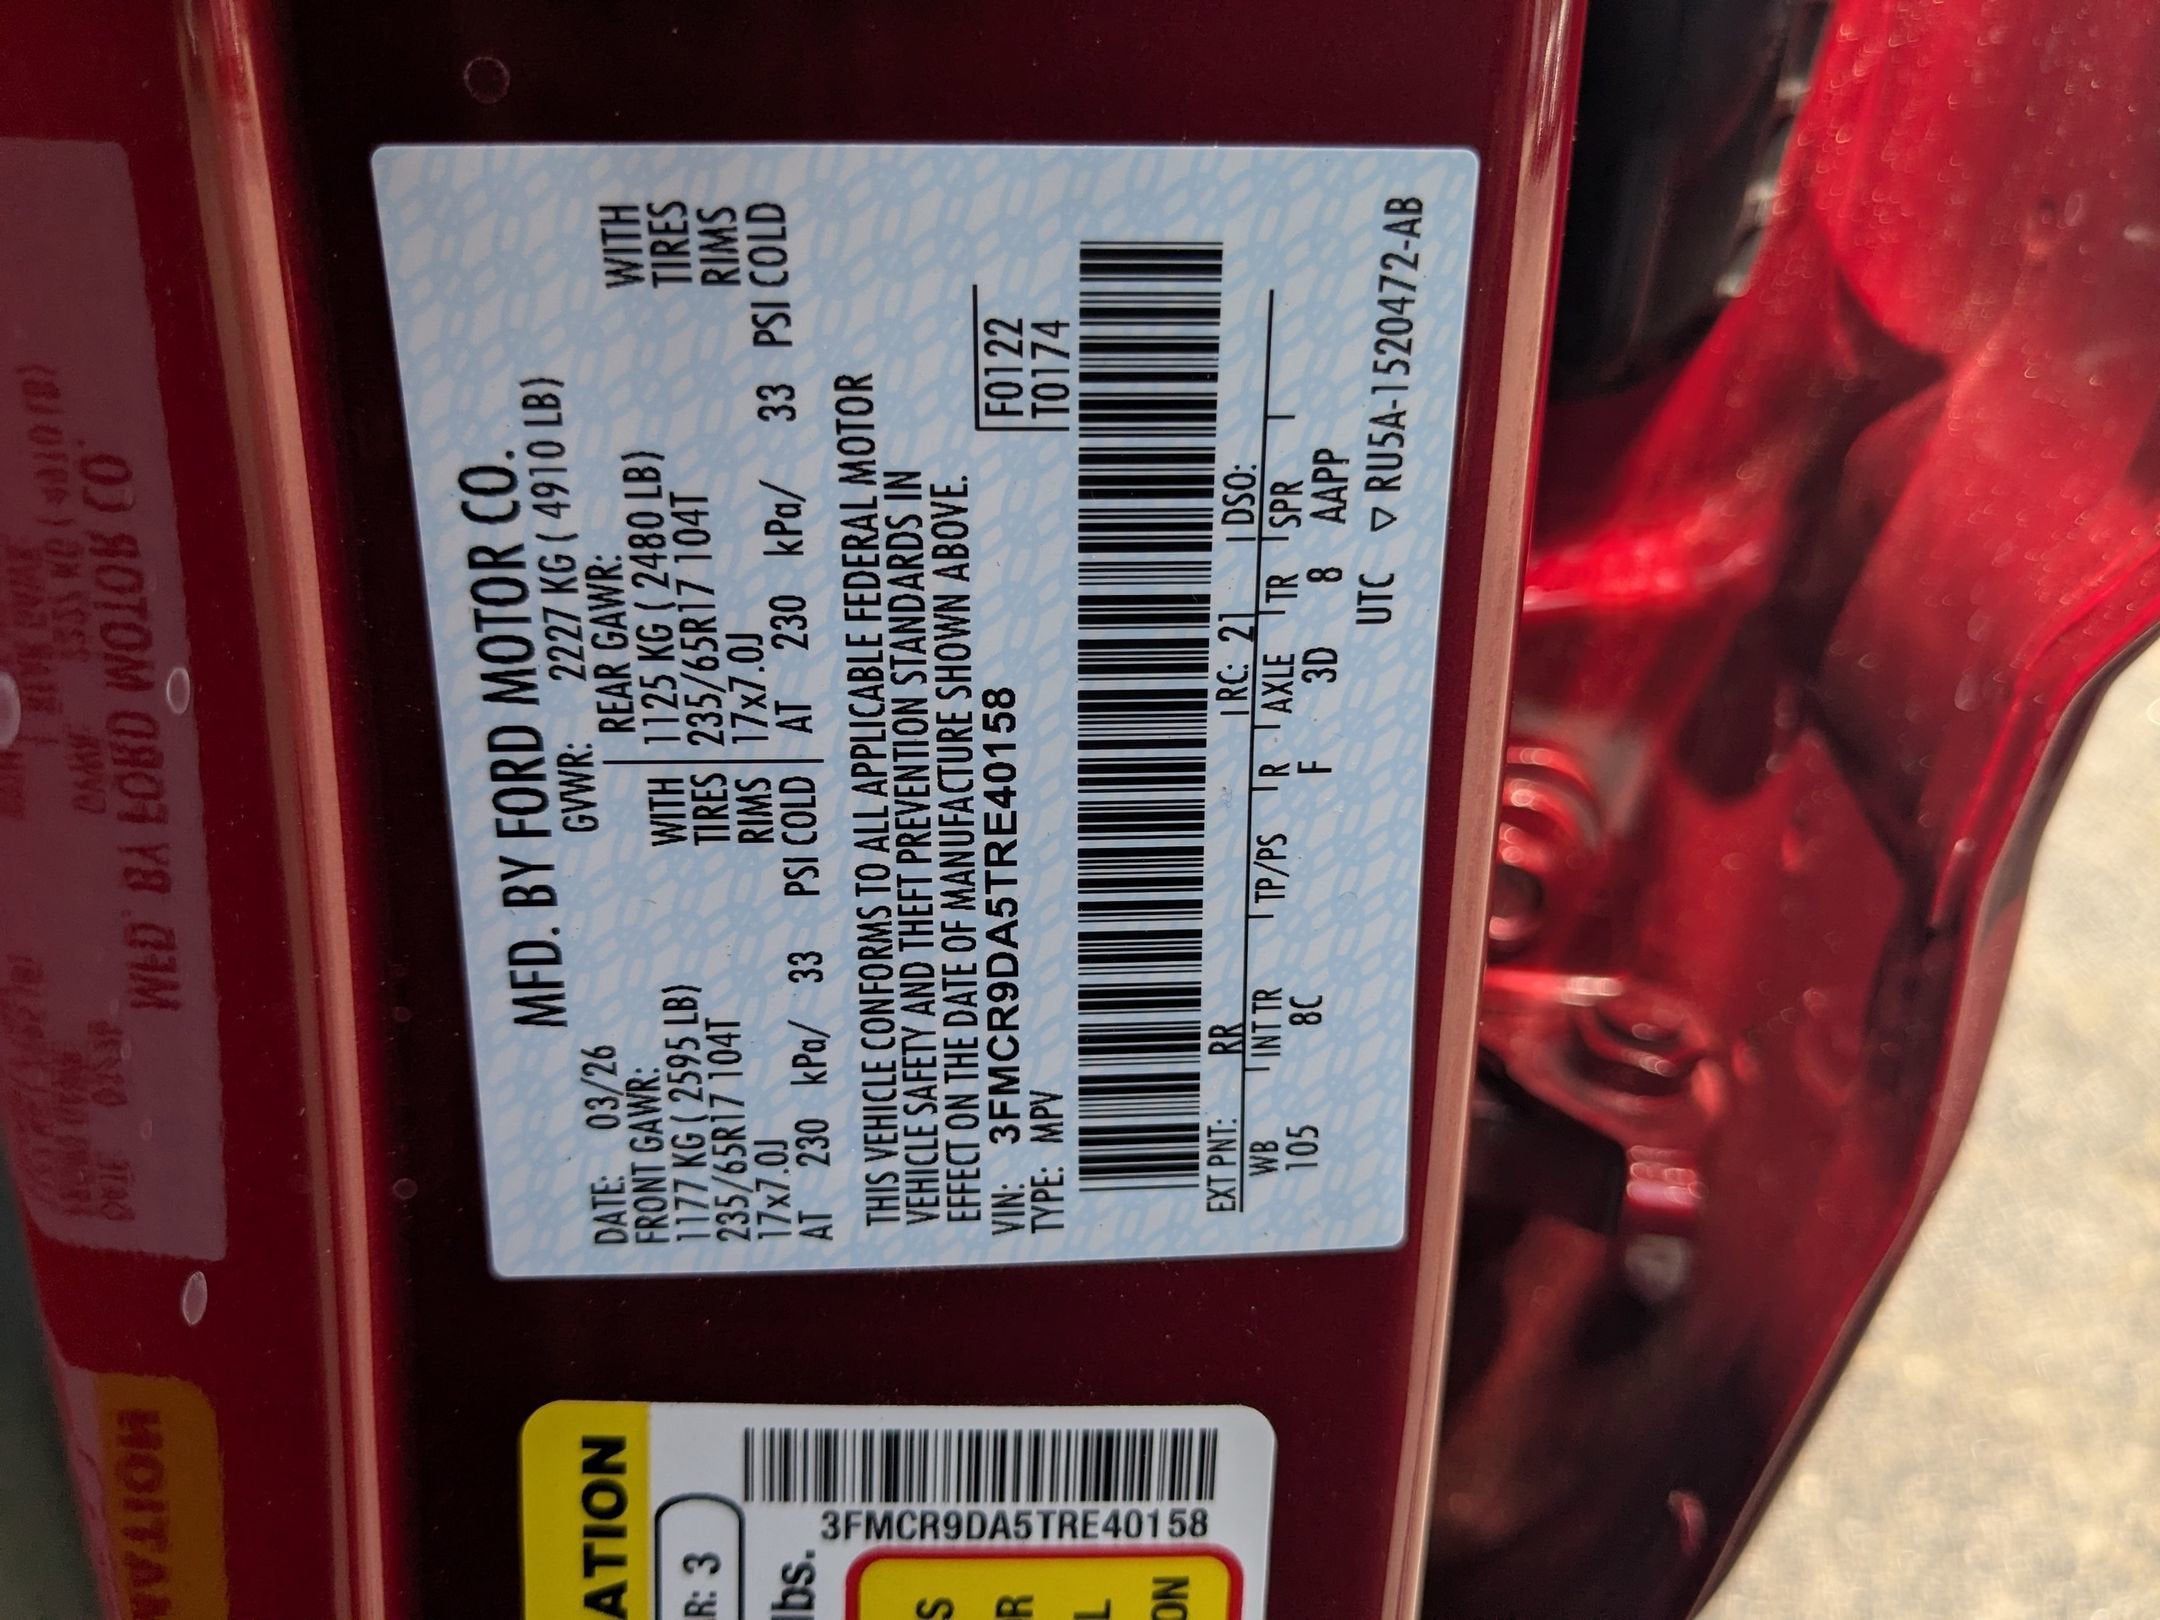 MFD. BY FORD MOTOR CO.
DATE: 03/26 GVWR: 2227 KG ( 4910 LB)
FRONT GAWR: REAR GAWR:
1177 KG ( 2595 LB) WITH 1125 KG ( 2480 LB) WITH
235/65R17 104T TIRES 235/65R17 104T TIRES
17x7.0J RIMS 17x7.0J RIMS
AT 230 kPa/ 33 PSI COLD AT 230 kPa/ 33 PSI COLD
THIS VEHICLE CONFORMS TO ALL APPLICABLE FEDERAL MOTOR
VEHICLE SAFETY AND THEFT PREVENTION STANDARDS IN
EFFECT ON THE DATE OF MANUFACTURE SHOWN ABOVE.
VIN: 3FMCR9DA5TRE40158 F0122
TYPE: MPV T0174
EXT PNT: RR RC: 21 DSO:
WB INT TR TP/PS R AXLE TR SPR
105 8C F 3D 8 AAPP
UTC ▽ RU5A-1520472-AB
ATION
R: 3
lbs.
3FMCR9DA5TRE40158
S
R
L
ON